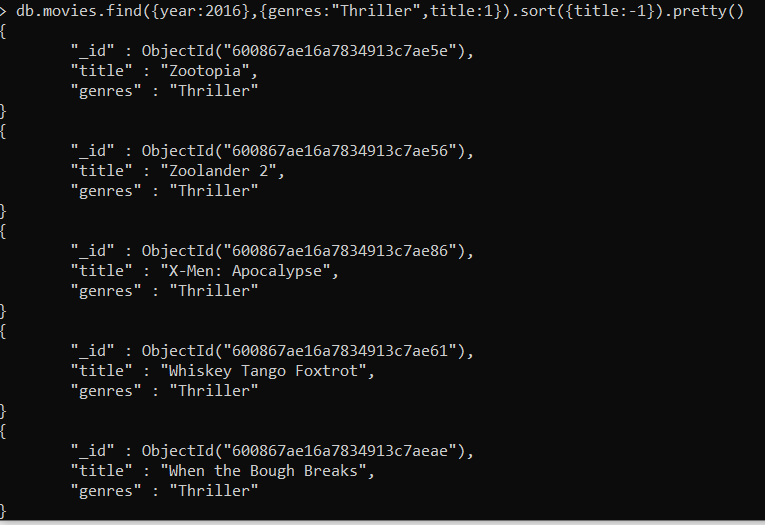 > db.movies.find({year:2016},{genres:"Thriller",title:1}).sort({title:-1}).pretty()
{
"_id" : ObjectId("600867ae16a7834913c7ae5e"),
"title" : "Zootopia",
"genres" : "Thriller"
}
{
"_id" : ObjectId("600867ae16a7834913c7ae56"),
"title" : "Zoolander 2",
"genres" : "Thriller"
}
{
"_id" : ObjectId("600867ae16a7834913c7ae86"),
"title" : "X-Men: Apocalypse",
"genres" : "Thriller"
}
{
"_id" : ObjectId("600867ae16a7834913c7ae61"),
"title" : "Whiskey Tango Foxtrot",
"genres" : "Thriller"
}
{
"_id" : ObjectId("600867ae16a7834913c7aeae"),
"title" : "When the Bough Breaks",
"genres" : "Thriller"
}